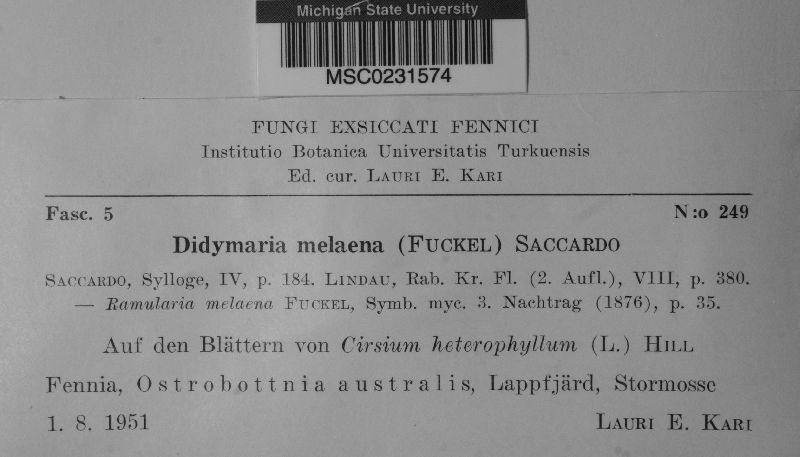 Michigan State University
MSC0231574
FUNGI EXSICCATI FENNICI
Institutio Botanica Universitatis Turkuensis
Ed. cur. LAURI E. KARI
Fasc. 5 N:o 249
Didymaria melaena (FUCKEL) SACCARDO
SACCARDO, Sylloge, IV, p. 184. LINDAU, Rab. Kr. Fl. (2. Aufl.), VIII, p. 380.
— Ramularia melaena FUCKEL, Symb. myc. 3. Nachtrag (1876), p. 35.
Auf den Blättern von Cirsium heterophyllum (L.) HILL
Fennia, Ostrobottnia australis, Lappfjärd, Stormosse
1. 8. 1951 LAURI E. KARI